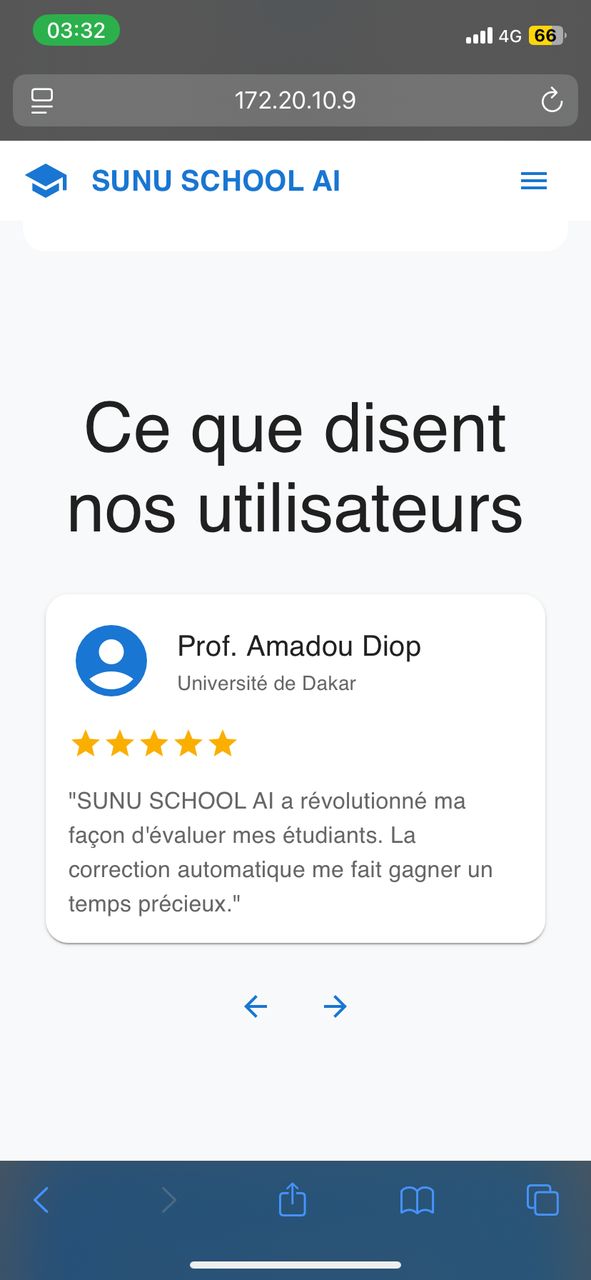 03:32
4G 66
172.20.10.9
SUNU SCHOOL AI
Ce que disent
nos utilisateurs
Prof. Amadou Diop
Université de Dakar
"SUNU SCHOOL AI a révolutionné ma
façon d'évaluer mes étudiants. La
correction automatique me fait gagner un
temps précieux."